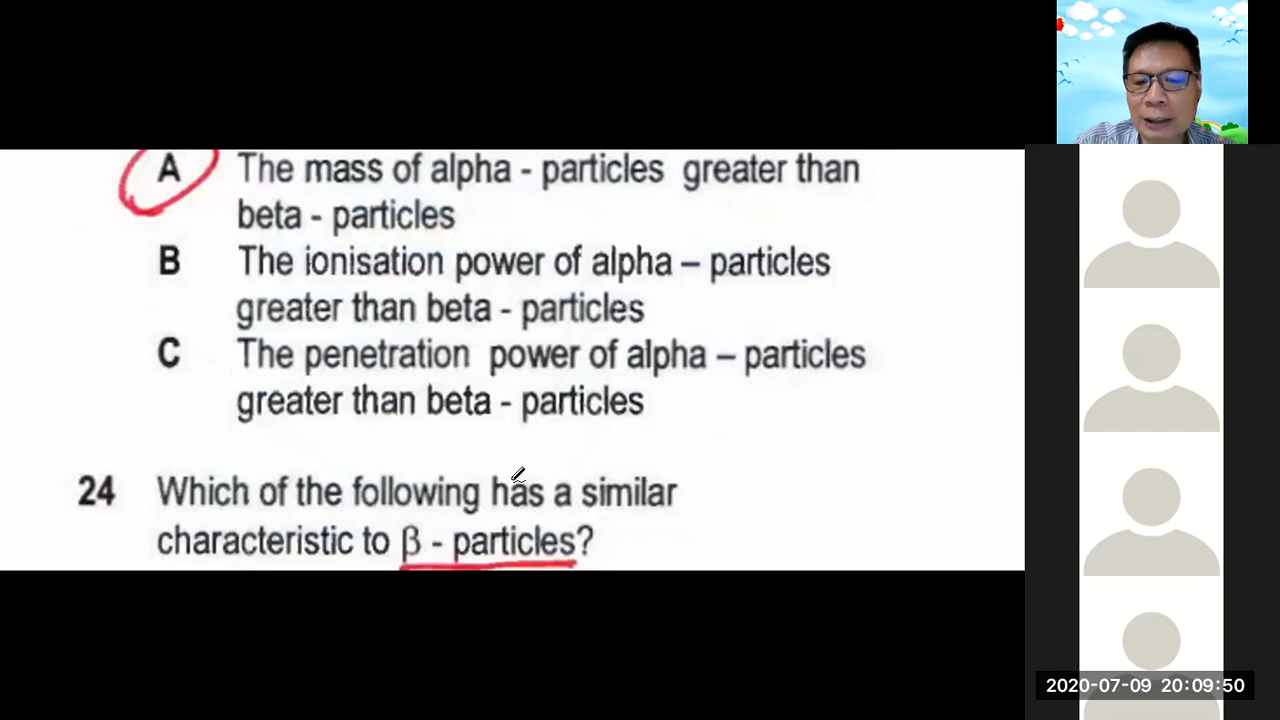 A The mass of alpha - particles greater than
beta - particles
B The ionisation power of alpha – particles
greater than beta - particles
C The penetration power of alpha – particles
greater than beta - particles
24 Which of the following has a similar
characteristic to β - particles?
2020-07-09 20:09:50